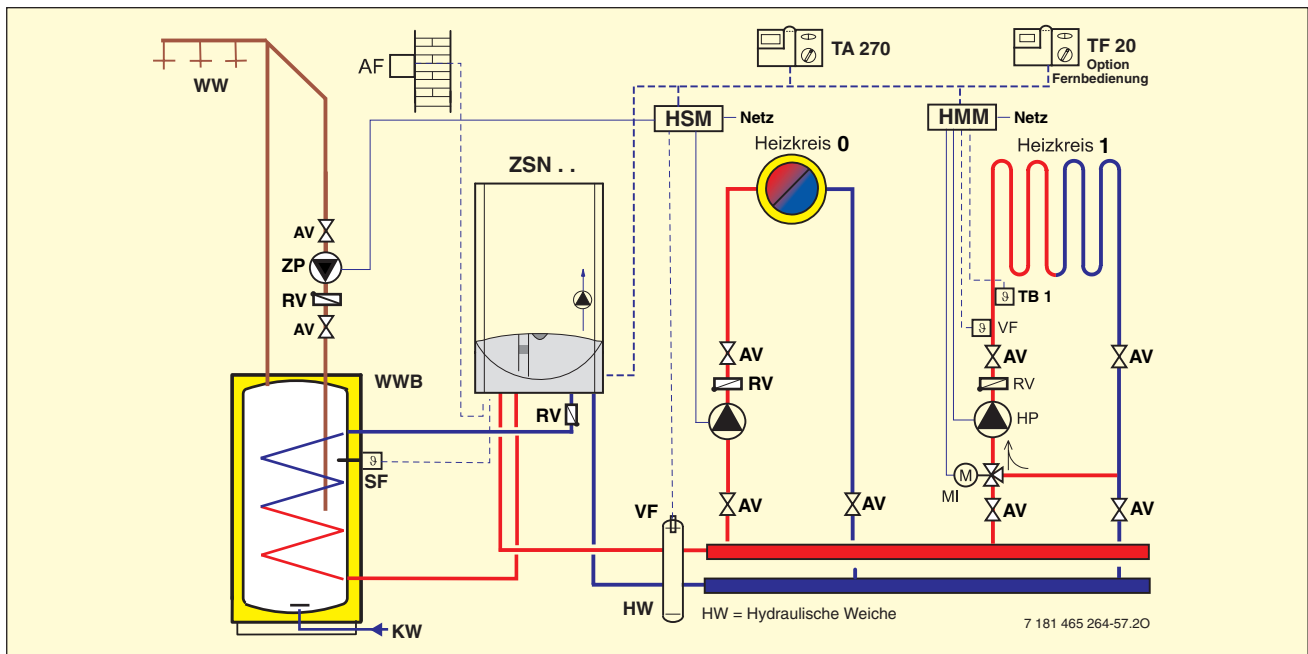 TA 270
TF 20
Option
Fernbedienung
AF
WW
HSM
Netz
HMM
Netz
Heizkreis 0
Heizkreis 1
ZSN . .
AV
ZP
RV
AV
ϑ TB 1
ϑ VF
AV
AV
AV
RV
RV
WWB
RV
HP
ϑ
SF
M
MI
VF
AV
AV
AV
AV
HW
HW = Hydraulische Weiche
KW
7 181 465 264-57.2O